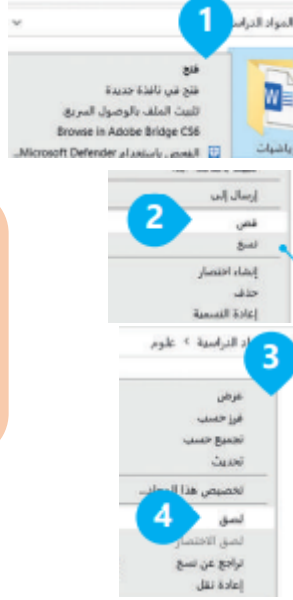 المواد الدراسية
1
فتح
فتح في نافذة جديدة
تثبيت الملف بالوصول السريع
Browse in Adobe Bridge CS6
الفحص باستخدام Microsoft Defender...
رياضيات
إرسال إلى
2
قص
نسخ
إنشاء اختصار
حذف
إعادة التسمية
الدراسية > علوم
3
عرض
فرز حسب
تجميع حسب
تحديث
تخصيص هذا المجلد...
4
لصق
لصق الاختصار
تراجع عن نسخ
إعادة نقل